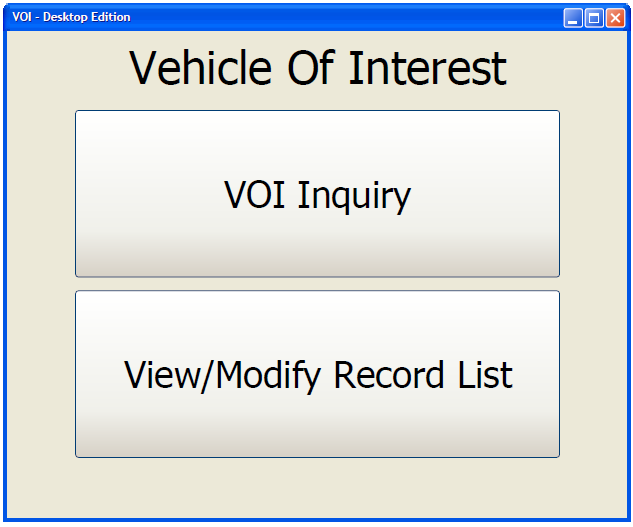 VOI - Desktop Edition
Vehicle Of Interest
VOI Inquiry
View/Modify Record List